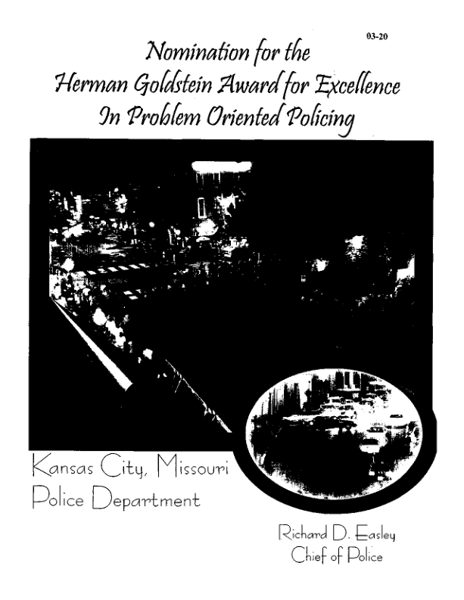 03-20
Nomination for the
Herman Goldstein Award for Excellence
In Problem Oriented Policing
Kansas City, Missouri
Police Department
Richard D. Easley
Chief of Police